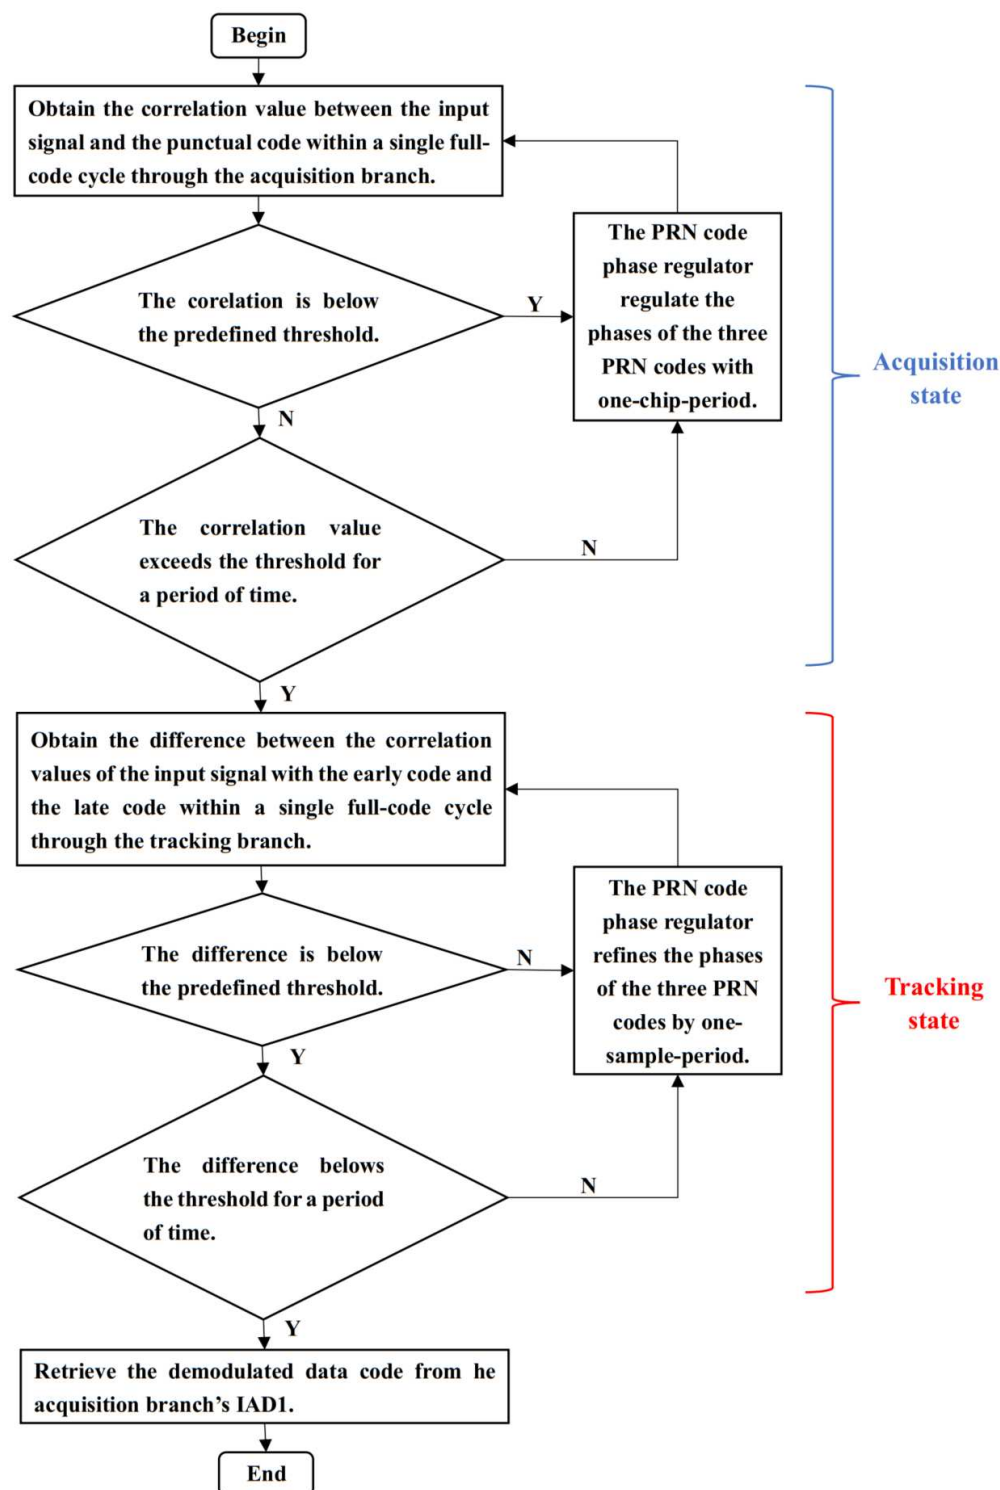 Begin
Obtain the correlation value between the input
signal and the punctual code within a single full-
code cycle through the acquisition branch.
The corelation is below
the predefined threshold.
Y
The PRN code
phase regulator
regulate the
phases of the three
PRN codes with
one-chip-period.
N
The correlation value
exceeds the threshold for
a period of time.
N
Y
Acquisition
state
Obtain the difference between the correlation
values of the input signal with the early code and
the late code within a single full-code cycle
through the tracking branch.
The difference is below
the predefined threshold.
N
The PRN code
phase regulator
refines the phases
of the three PRN
codes by one-
sample-period.
Y
The difference belows
the threshold for a period
of time.
N
Y
Tracking
state
Retrieve the demodulated data code from he
acquisition branch’s IAD1.
End